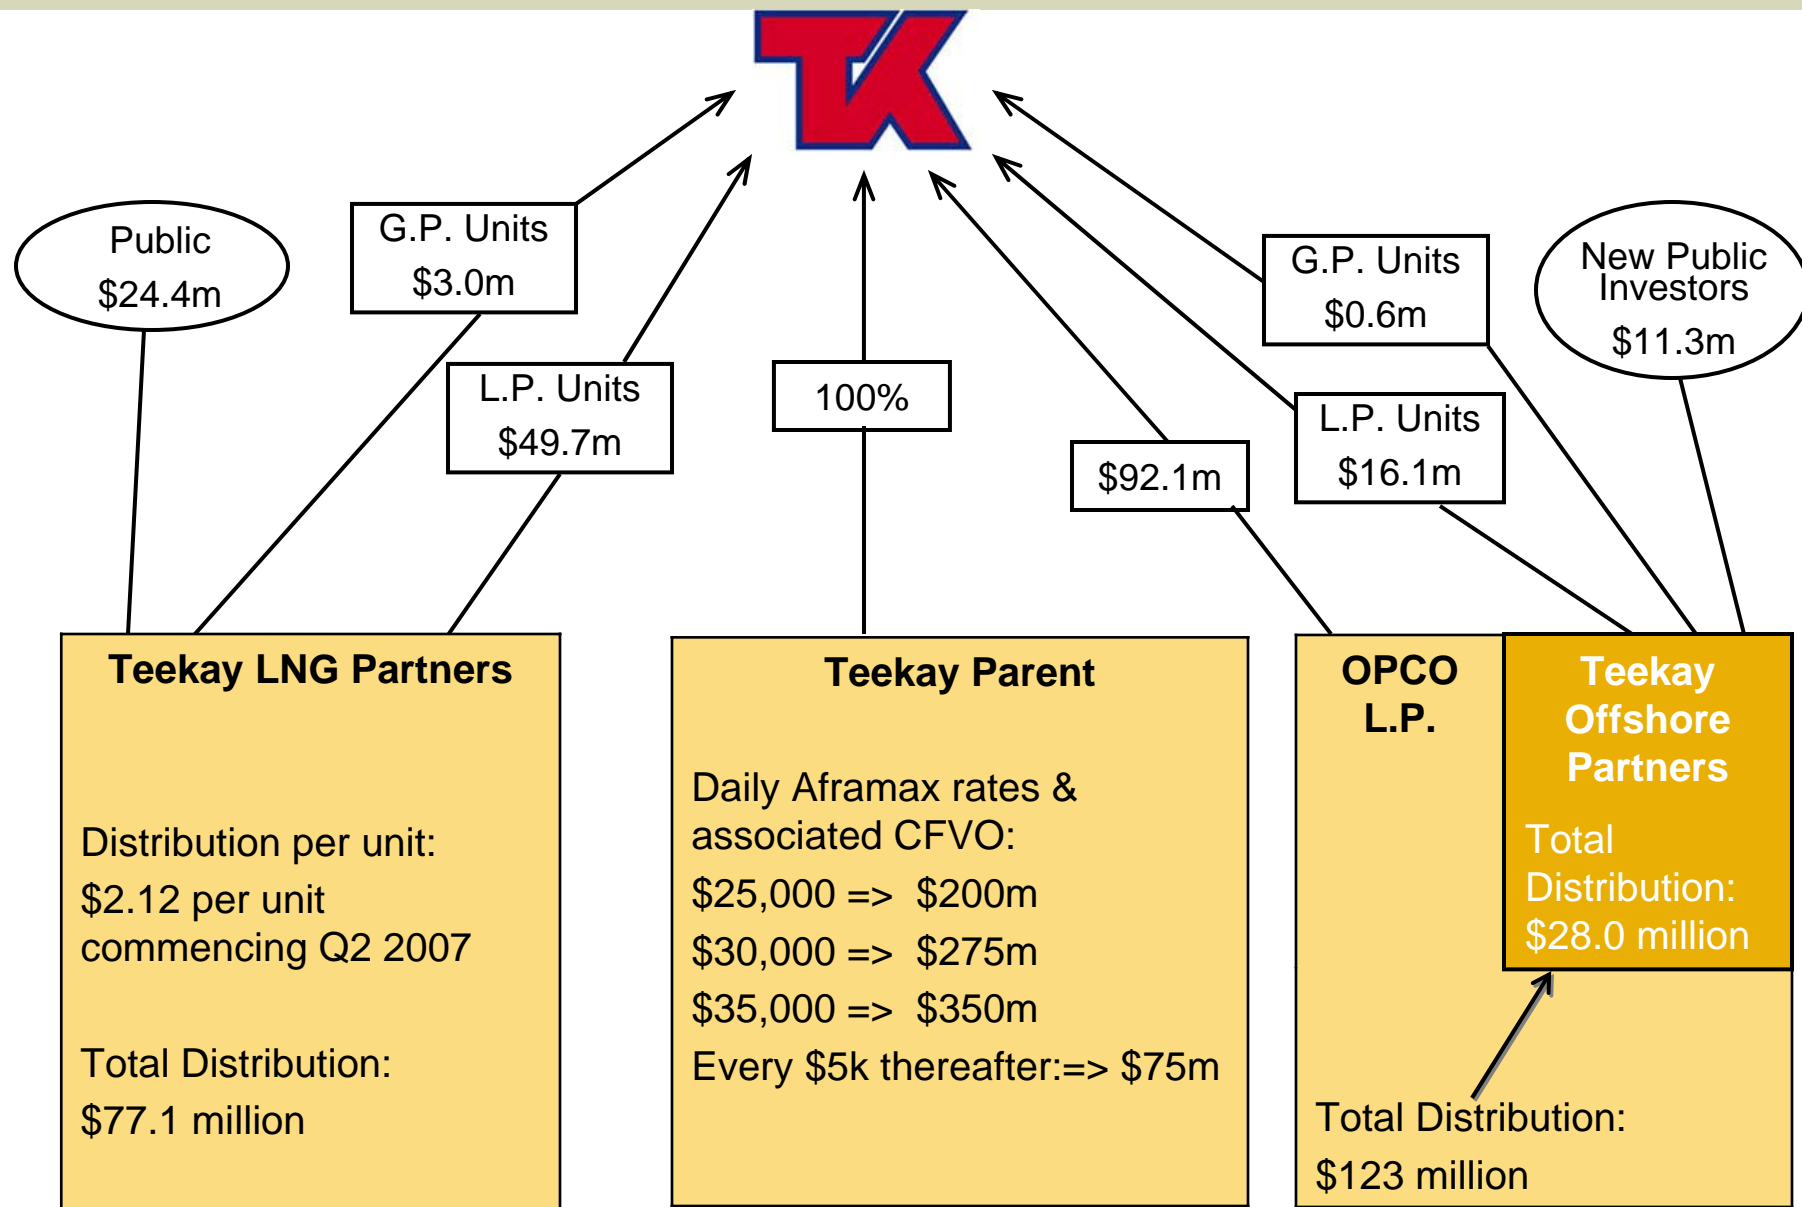 TK
Public
$24.4m
G.P. Units
$3.0m
L.P. Units
$49.7m
100%
$92.1m
G.P. Units
$0.6m
L.P. Units
$16.1m
New Public
Investors
$11.3m
Teekay LNG Partners
Distribution per unit:
$2.12 per unit
commencing Q2 2007
Total Distribution:
$77.1 million
Teekay Parent
Daily Aframax rates &
associated CFVO:
$25,000 => $200m
$30,000 => $275m
$35,000 => $350m
Every $5k thereafter:=> $75m
OPCO
L.P.
Teekay
Offshore
Partners
Total
Distribution:
$28.0 million
Total Distribution:
$123 million